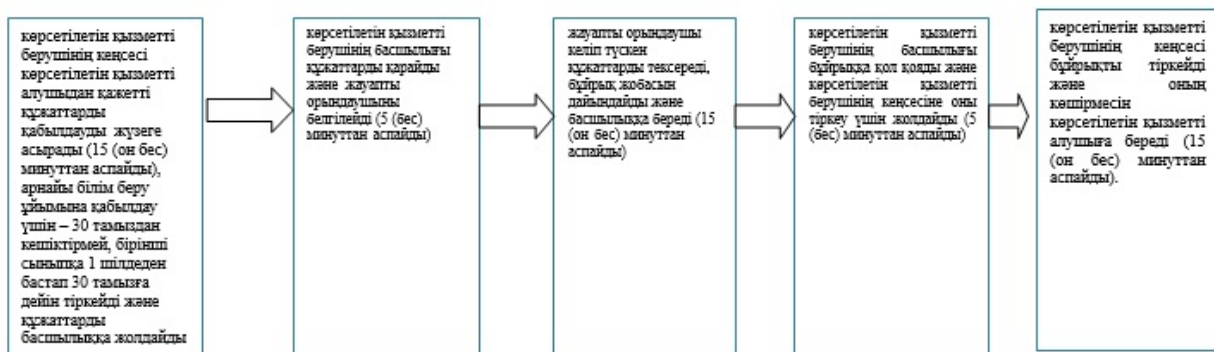 көрсетілетін қызметті
берушінің кеңсесі
көрсетілетін қызметті
алушыдан қажетті
құжаттарды
қабылдауды жүзеге
асырады (15 (он бес)
минуттан аспайды),
арнайы білім беру
ұйымына қабылдау
үшін – 30 тамыздан
кешіктірмей, бірінші
сыныпқа 1 шілдеден
бастап 30 тамызға
дейін тіркейді және
құжаттарды
басшылыққа жолдайды
көрсетілетін қызметті
берушінің басшылығы
құжаттарды қарайды
және жауапты
орындаушыны
белгілейді (5 (бес)
минуттан аспайды)
жауапты орындаушы
келіп түскен
құжаттарды тексереді,
бұйрық жобасын
дайындайды және
басшылыққа береді (15
(он бес) минуттан
аспайды)
көрсетілетін қызметті
берушінің басшылығы
бұйрыққа қол қояды және
көрсетілетін қызметті
берушінің кеңсесіне оны
тіркеу үшін жолдайды (5
(бес) минуттан аспайды)
көрсетілетін қызметті
берушінің кеңсесі
бұйрықты тіркейді
және оның
көшірмесін
көрсетілетін қызметті
алушыға береді (15
(он бес) минуттан
аспайды).